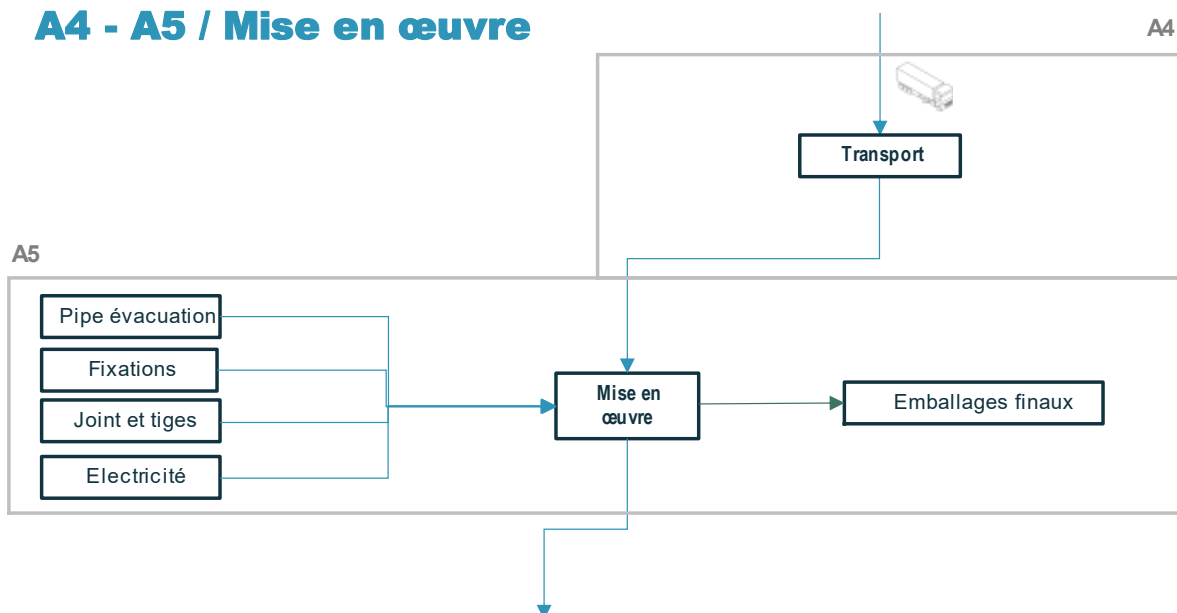 A4 - A5 / Mise en œuvre
A4
Transport
A5
Pipe évacuation
Fixations
Joint et tiges
Electricité
Mise en
œuvre
Emballages finaux